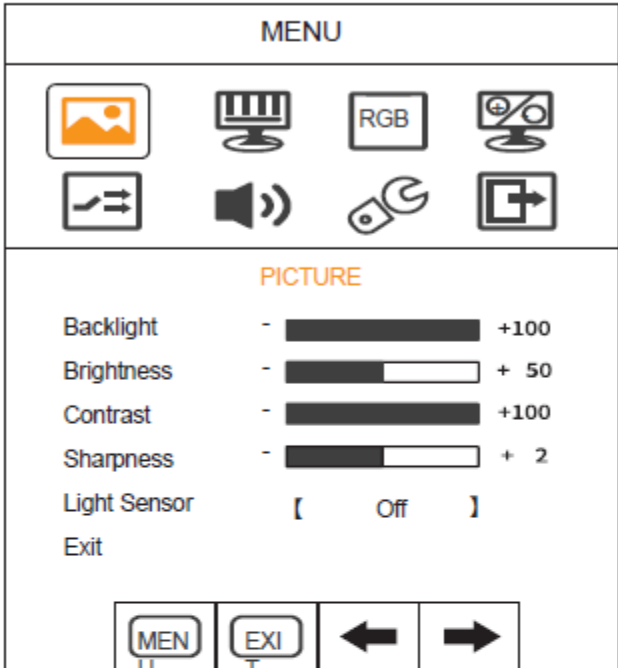 MENU
RGB
PICTURE
Backlight - +100
Brightness - + 50
Contrast - +100
Sharpness - + 2
Light Sensor 【 Off 】
Exit
MEN EXI
U T